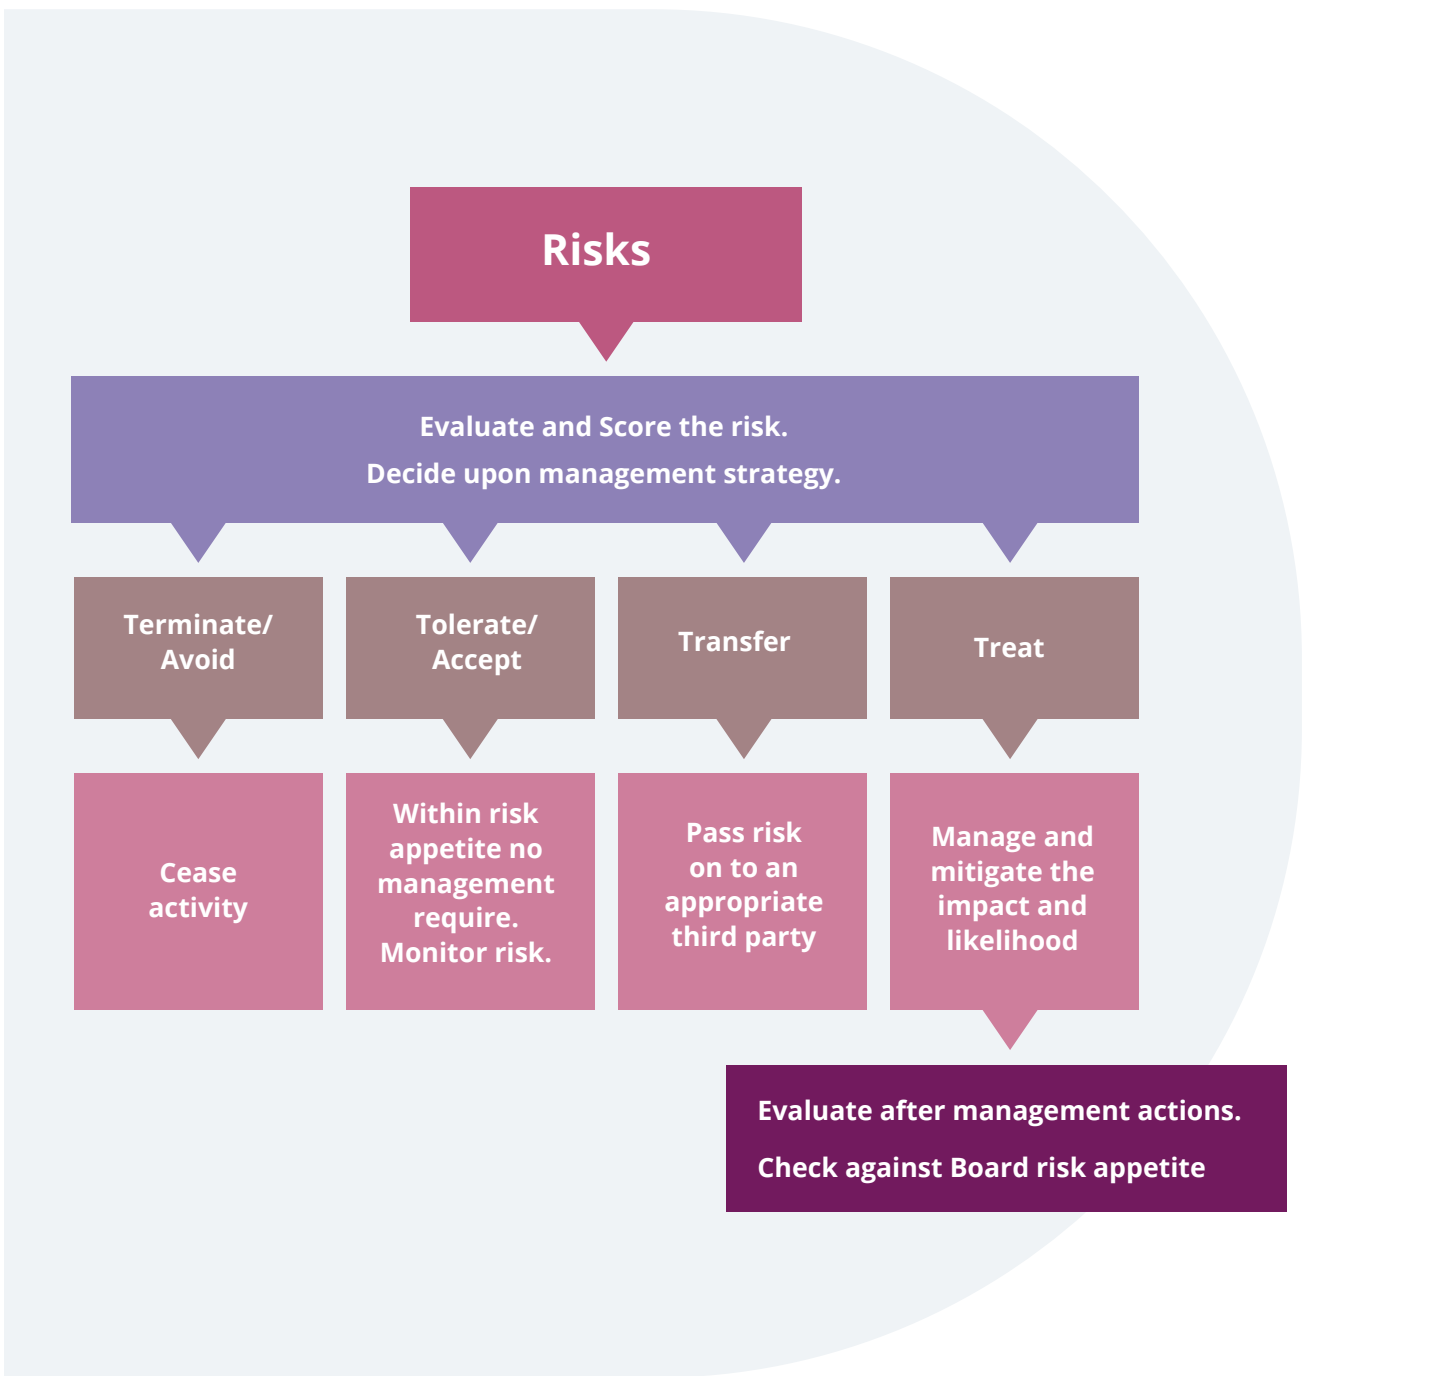 Risks
Evaluate and Score the risk.
Decide upon management strategy.
Terminate/
Avoid
Tolerate/
Accept
Transfer
Treat
Cease
activity
Within risk
appetite no
management
require.
Monitor risk.
Pass risk
on to an
appropriate
third party
Manage and
mitigate the
impact and
likelihood
Evaluate after management actions.
Check against Board risk appetite